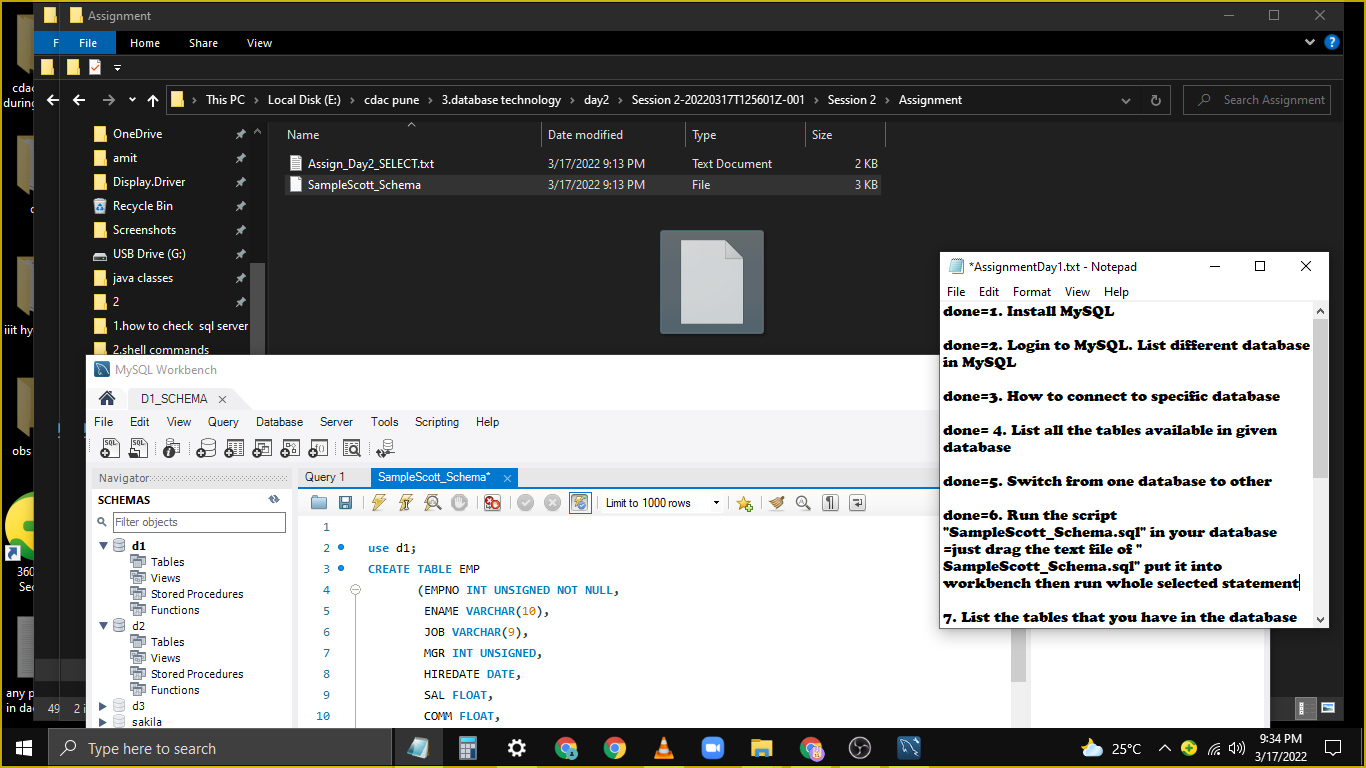 Assignment
F
File
Home
Share
View
This PC
Local Disk (E:)
cdac pune
3.database technology
day2
Session 2-20220317T125601Z-001
Session 2
Assignment
Search Assignment
cdac
during
iiit hy
obs
360
Sec
any p
in dac
OneDrive
amit
Display.Driver
Recycle Bin
Screenshots
USB Drive (G:)
java classes
2
1.how to check sql server
2.shell commands
Name
Date modified
Type
Size
Assign_Day2_SELECT.txt
3/17/2022 9:13 PM
Text Document
2 KB
SampleScott_Schema
3/17/2022 9:13 PM
File
3 KB
49
2 i
*AssignmentDay1.txt - Notepad
File Edit Format View Help
done=1. Install MySQL
done=2. Login to MySQL. List different database
in MySQL
done=3. How to connect to specific database
done= 4. List all the tables available in given
database
done=5. Switch from one database to other
done=6. Run the script
"SampleScott_Schema.sql" in your database
=just drag the text file of "
SampleScott_Schema.sql" put it into
workbench then run whole selected statement
7. List the tables that you have in the database
MySQL Workbench
D1_SCHEMA
File Edit View Query Database Server Tools Scripting Help
Navigator
SCHEMAS
Filter objects
d1
Tables
Views
Stored Procedures
Functions
d2
Tables
Views
Stored Procedures
Functions
d3
sakila
Query 1
SampleScott_Schema*
Limit to 1000 rows
1
2 use d1;
3 CREATE TABLE EMP
4 (EMPNO INT UNSIGNED NOT NULL,
5 ENAME VARCHAR(10),
6 JOB VARCHAR(9),
7 MGR INT UNSIGNED,
8 HIREDATE DATE,
9 SAL FLOAT,
10 COMM FLOAT,
Type here to search
25°C
9:34 PM
3/17/2022